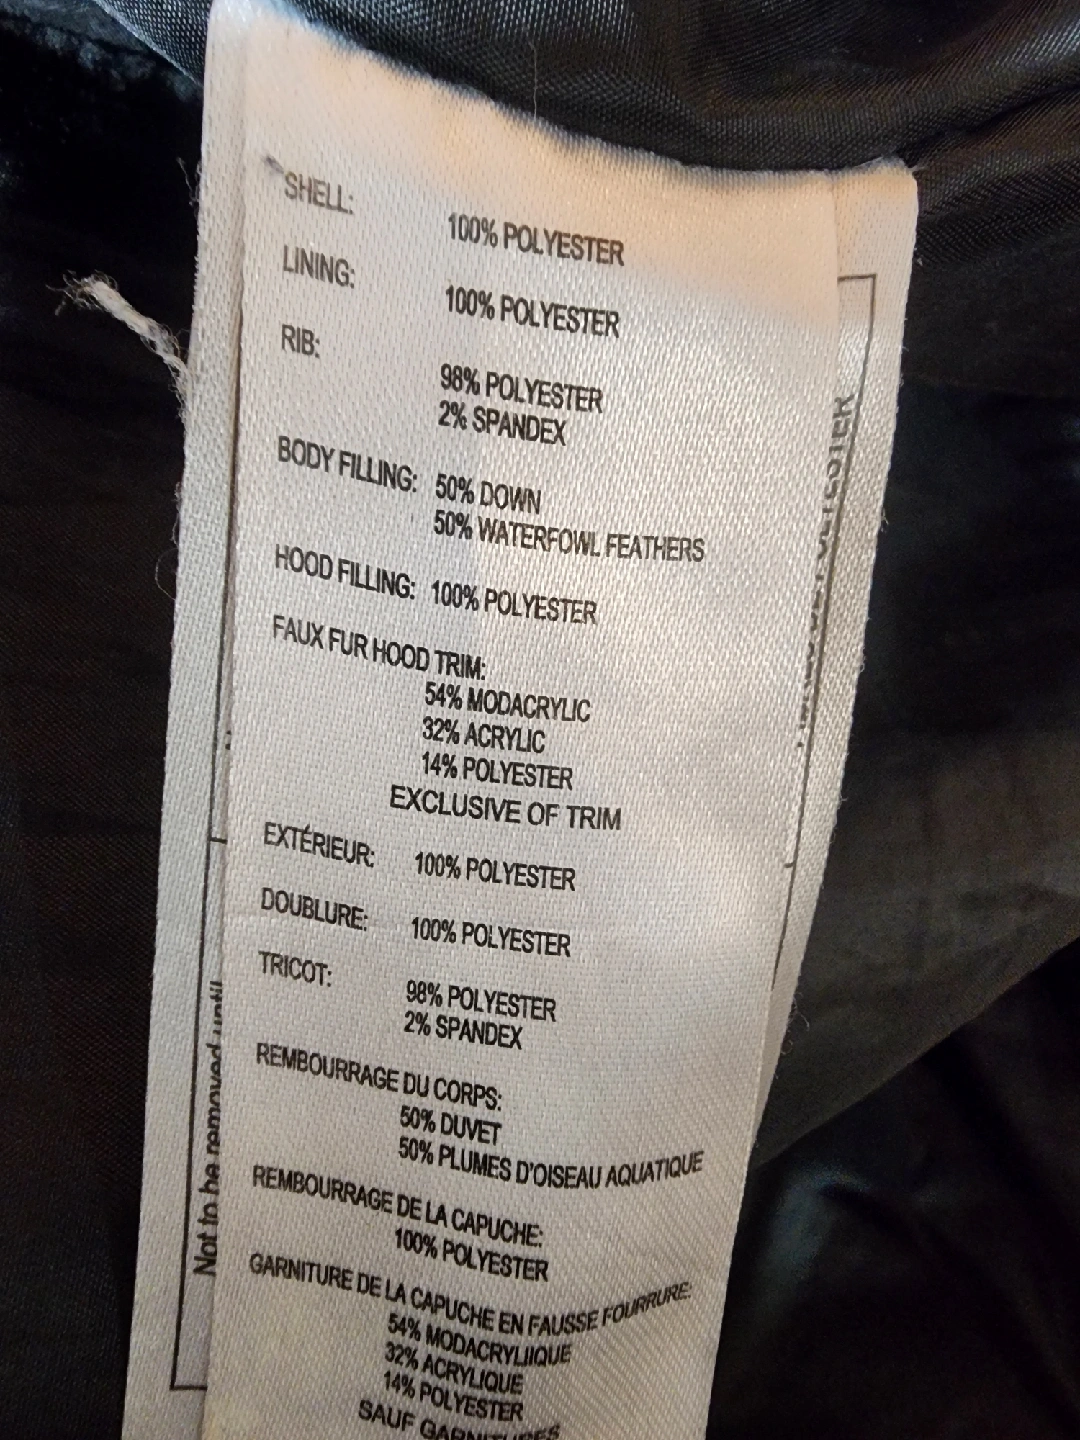 SHELL:
100% POLYESTER
LINING:
100% POLYESTER
RIB:
98% POLYESTER
2% SPANDEX
BODY FILLING: 50% DOWN
50% WATERFOWL FEATHERS
HOOD FILLING: 100% POLYESTER
FAUX FUR HOOD TRIM:
54% MODACRYLIC
32% ACRYLIC
14% POLYESTER
EXCLUSIVE OF TRIM
EXTÉRIEUR: 100% POLYESTER
DOUBLURE: 100% POLYESTER
TRICOT:
98% POLYESTER
2% SPANDEX
REMBOURRAGE DU CORPS:
50% DUVET
50% PLUMES D'OISEAU AQUATIQUE
REMBOURRAGE DE LA CAPUCHE:
100% POLYESTER
GARNITURE DE LA CAPUCHE EN FAUSSE FOURRURE:
54% MODACRYLIIQUE
32% ACRYLIQUE
14% POLYESTER
SAUF GARNITURES
Not to be removed until